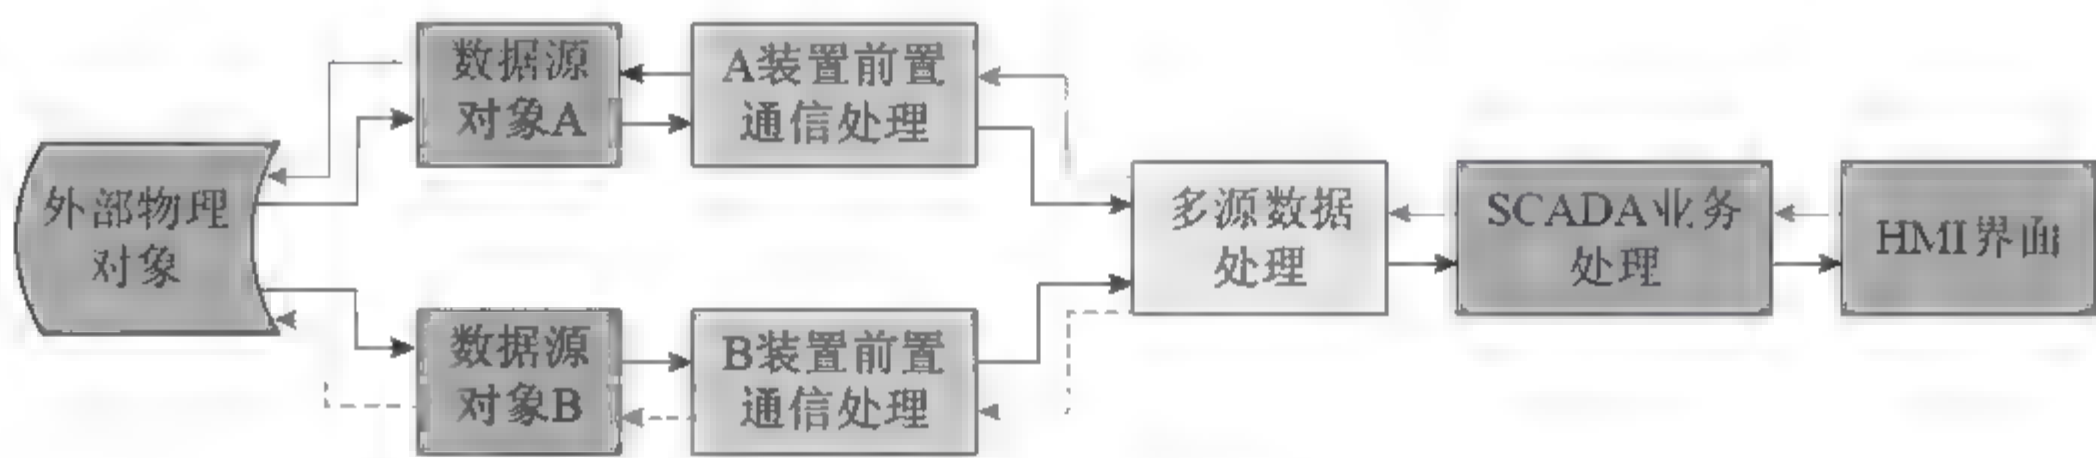 数据源
对象A
A装置前置
通信处理
外部物理
对象
多源数据
处理
SCADA业务
处理
HMI界面
数据源
对象B
B装置前置
通信处理